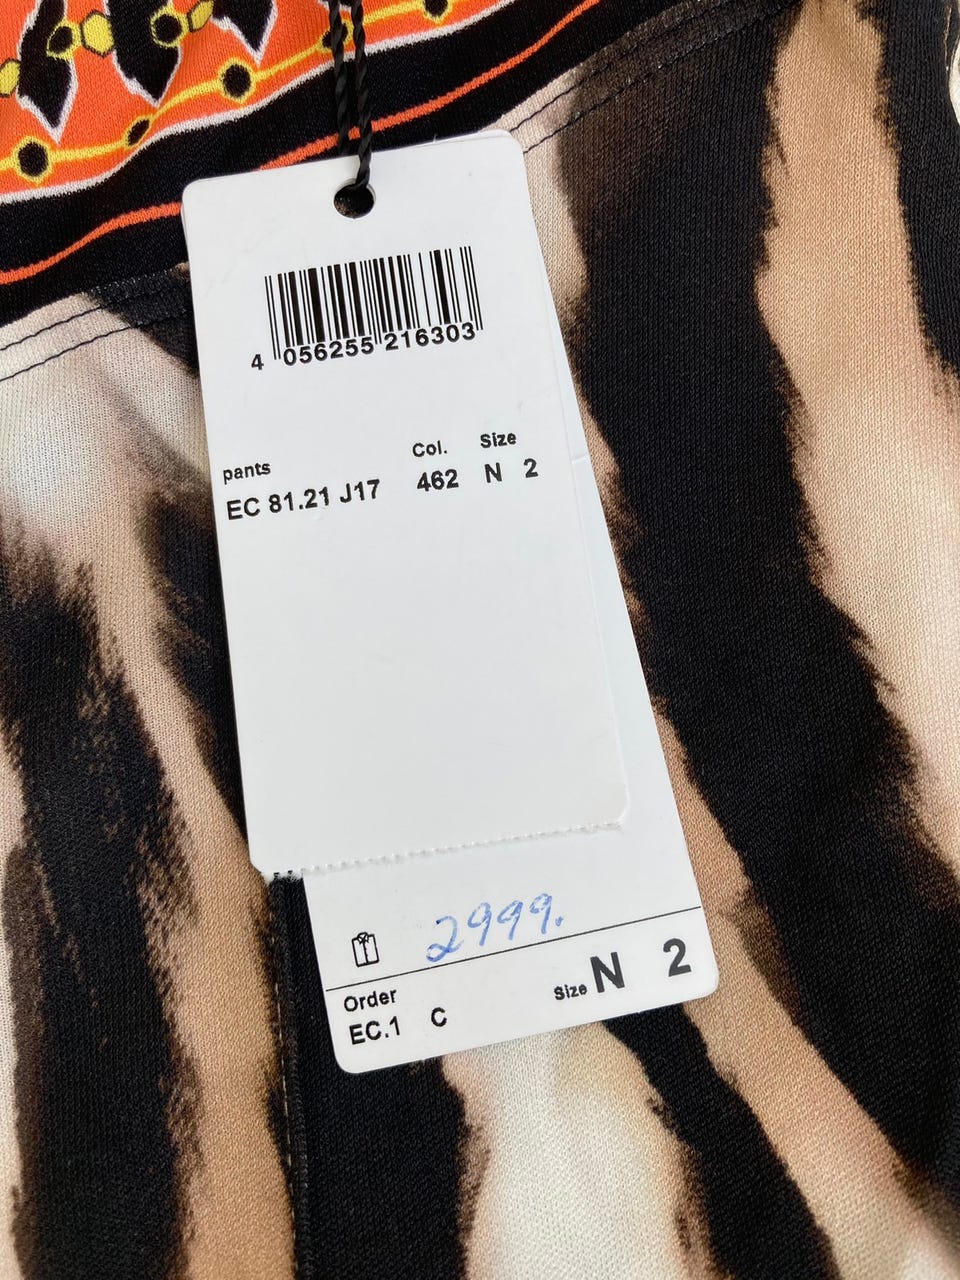 4 056255 216303
pants Col. Size
EC 81.21 J17 462 N 2
2999.
Order Size N 2
EC.1 C